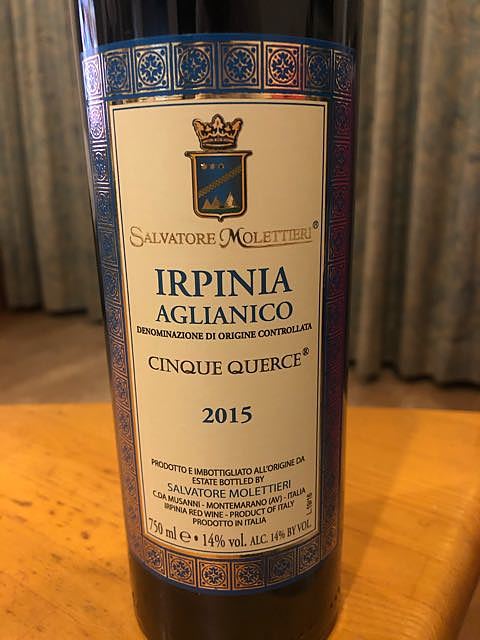 SALVATORE MOLETTIERI®
IRPINIA
AGLIANICO
DENOMINAZIONE DI ORIGINE CONTROLLATA
CINQUE QUERCE®
2015
PRODOTTO E IMBOTTIGLIATO ALL'ORIGINE DA
ESTATE BOTTLED BY
SALVATORE MOLETTIERI
C.DA MUSANNI - MONTEMARANO (AV) - ITALIA
IRPINIA RED WINE - PRODUCT OF ITALY
PRODOTTO IN ITALIA
750 ml e • 14% vol. ALC. 14% BY VOL.